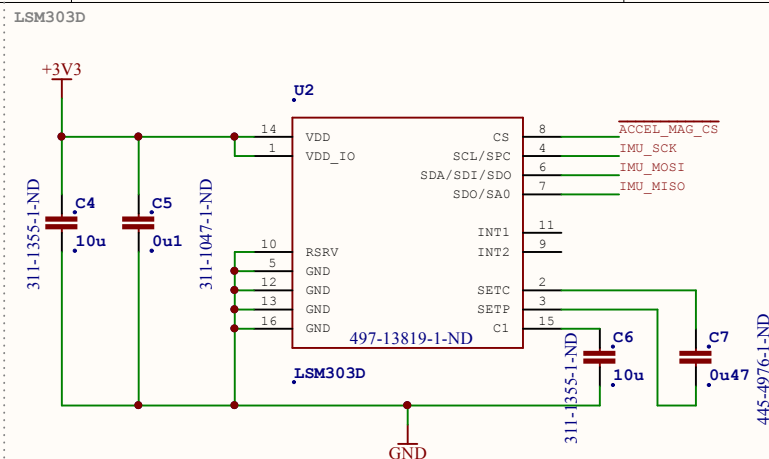 LSM303D
+3V3
U2
14 VDD CS 8 ACCEL_MAG_CS
1 VDD_IO SCL/SPC 4 IMU_SCK
SDA/SDI/SDO 6 IMU_MOSI
SDO/SA0 7 IMU_MISO
C4
10u
311-1355-1-ND
C5
0u1
311-1047-1-ND
INT1 11
10 RSRV INT2 9
5 GND
12 GND SETC 2
13 GND SETP 3
16 GND C1 15
497-13819-1-ND
LSM303D
C6
10u
311-1355-1-ND
C7
0u47
445-4976-1-ND
GND